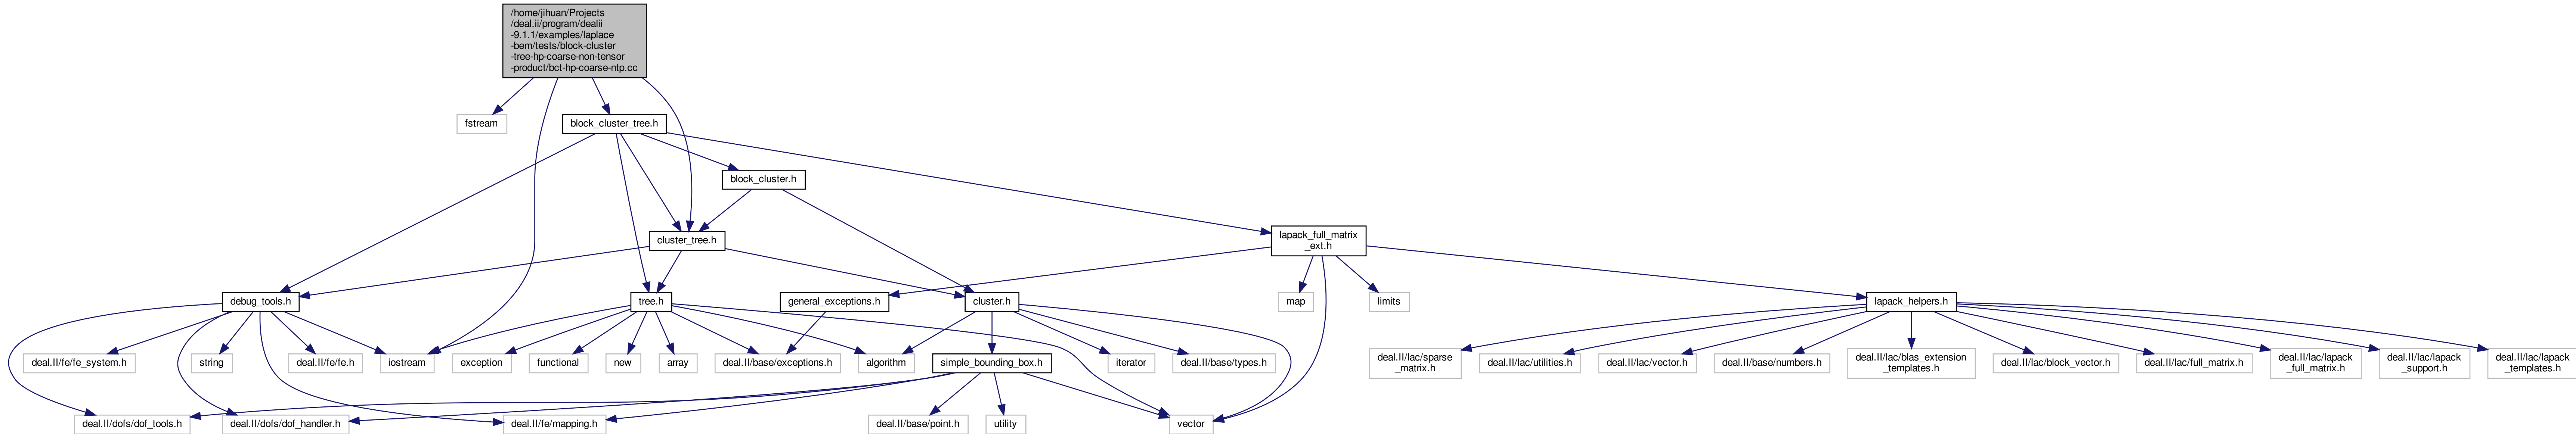 /home/jihuan/Projects
/deal.ii/program/dealii
-9.1.1/examples/laplace
-bem/tests/block-cluster
-tree-hp-coarse-non-tensor
-product/bct-hp-coarse-ntp.cc
fstream
block_cluster_tree.h
block_cluster.h
cluster_tree.h
lapack_full_matrix
_ext.h
debug_tools.h
tree.h
general_exceptions.h
cluster.h
map
limits
lapack_helpers.h
deal.II/fe/fe_system.h
string
deal.II/fe/fe.h
iostream
exception
functional
new
array
deal.II/base/exceptions.h
algorithm
simple_bounding_box.h
iterator
deal.II/base/types.h
deal.II/lac/sparse
_matrix.h
deal.II/lac/utilities.h
deal.II/lac/vector.h
deal.II/base/numbers.h
deal.II/lac/blas_extension
_templates.h
deal.II/lac/block_vector.h
deal.II/lac/full_matrix.h
deal.II/lac/lapack
_full_matrix.h
deal.II/lac/lapack
_support.h
deal.II/lac/lapack
_templates.h
deal.II/dofs/dof_tools.h
deal.II/dofs/dof_handler.h
deal.II/fe/mapping.h
deal.II/base/point.h
utility
vector